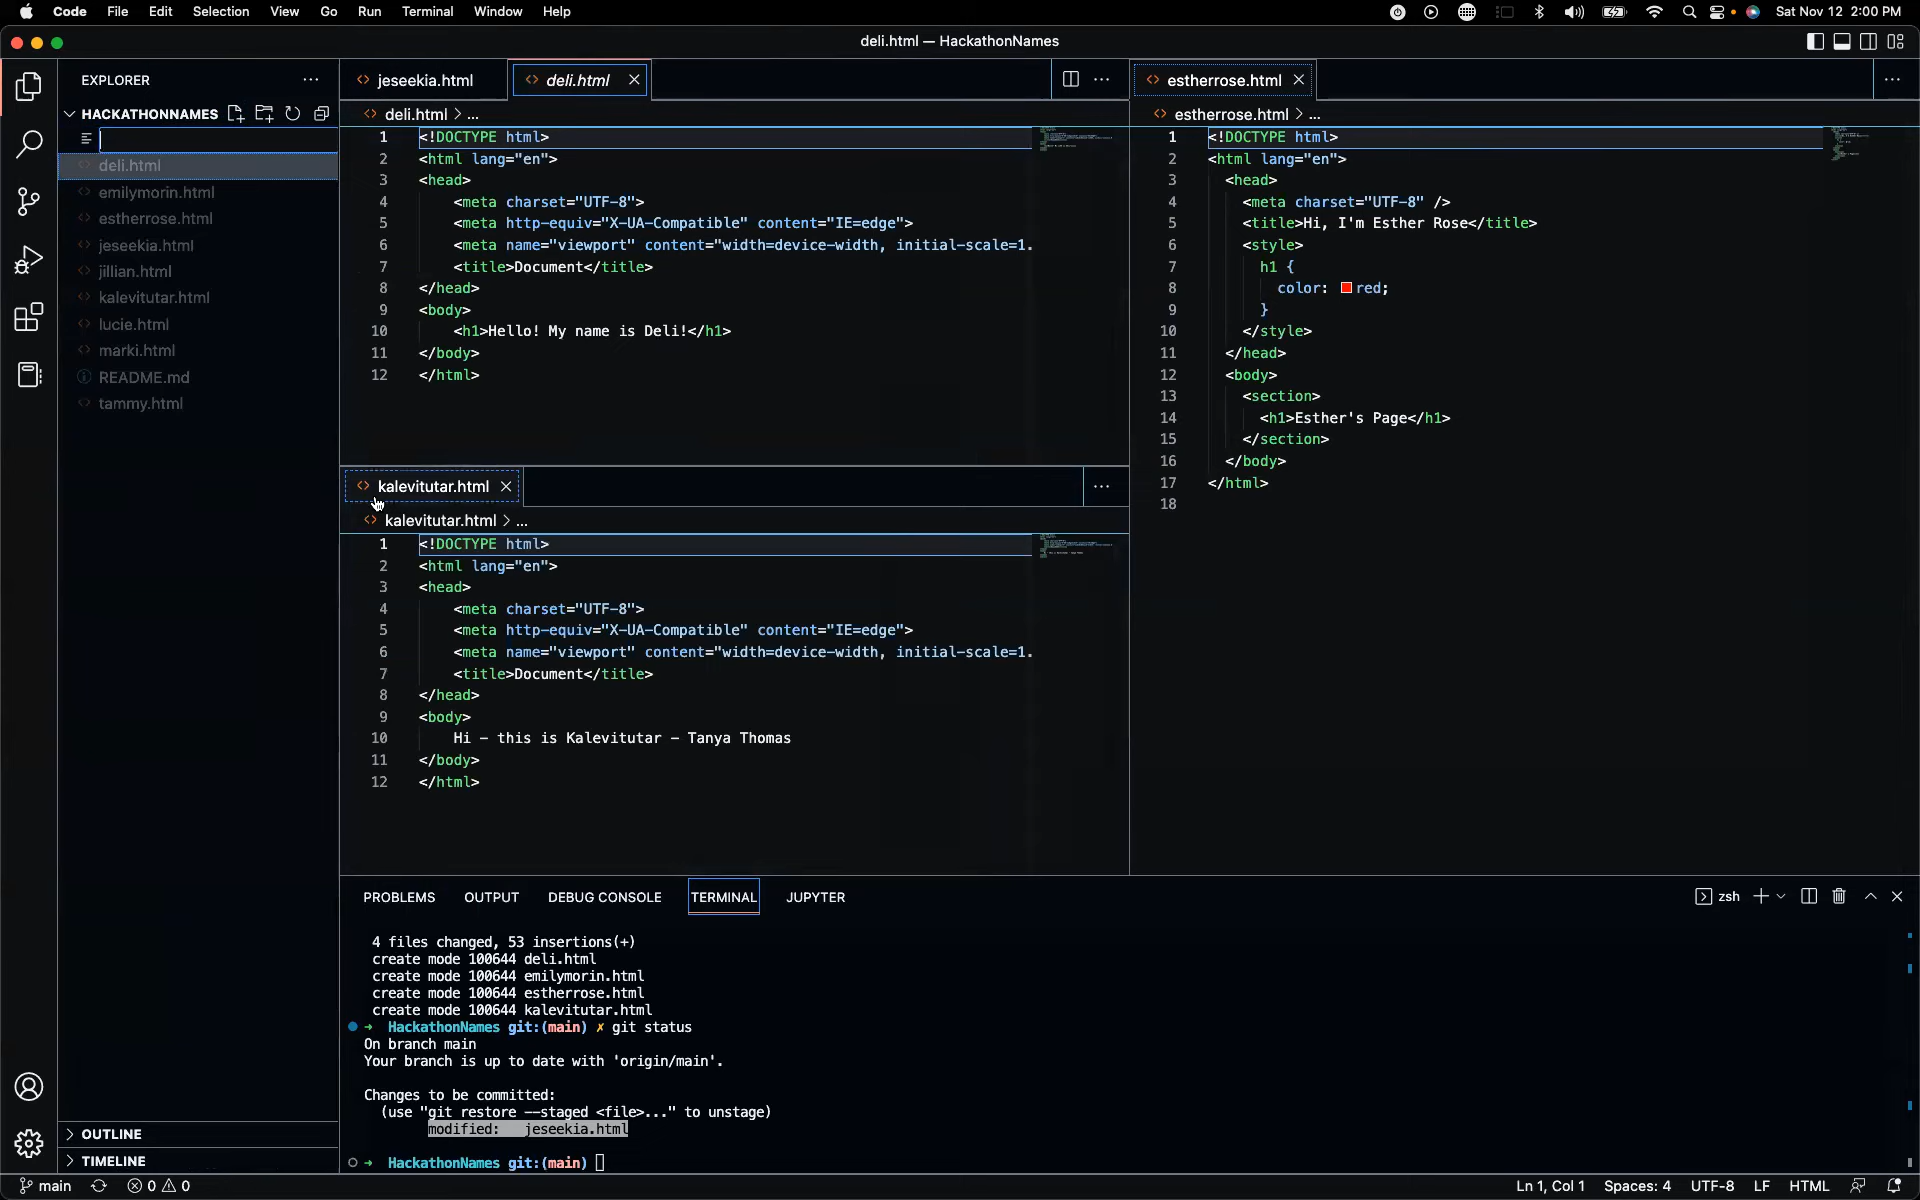 Code File Edit Selection View Go Run Terminal Window Help Sat Nov 12 2:00 PM
deli.html — HackathonNames
EXPLORER
HACKATHONNAMES
deli.html
emilymorin.html
estherrose.html
jeseekia.html
jillian.html
kalevitutar.html
lucie.html
marki.html
README.md
tammy.html
OUTLINE
TIMELINE
jeseekia.html deli.html
deli.html > ...
1 <!DOCTYPE html>
2 <html lang="en">
3 <head>
4 <meta charset="UTF-8">
5 <meta http-equiv="X-UA-Compatible" content="IE=edge">
6 <meta name="viewport" content="width=device-width, initial-scale=1.
7 <title>Document</title>
8 </head>
9 <body>
10 <h1>Hello! My name is Deli!</h1>
11 </body>
12 </html>
kalevitutar.html
kalevitutar.html > ...
1 <!DOCTYPE html>
2 <html lang="en">
3 <head>
4 <meta charset="UTF-8">
5 <meta http-equiv="X-UA-Compatible" content="IE=edge">
6 <meta name="viewport" content="width=device-width, initial-scale=1.
7 <title>Document</title>
8 </head>
9 <body>
10 Hi – this is Kalevitutar – Tanya Thomas
11 </body>
12 </html>
estherrose.html
estherrose.html > ...
1 <!DOCTYPE html>
2 <html lang="en">
3 <head>
4 <meta charset="UTF-8" />
5 <title>Hi, I'm Esther Rose</title>
6 <style>
7 h1 {
8 color: red;
9 }
10 </style>
11 </head>
12 <body>
13 <section>
14 <h1>Esther's Page</h1>
15 </section>
16 </body>
17 </html>
18
PROBLEMS OUTPUT DEBUG CONSOLE TERMINAL JUPYTER zsh
4 files changed, 53 insertions(+)
create mode 100644 deli.html
create mode 100644 emilymorin.html
create mode 100644 estherrose.html
create mode 100644 kalevitutar.html
➜ HackathonNames git:(main) ✗ git status
On branch main
Your branch is up to date with 'origin/main'.
Changes to be committed:
(use "git restore --staged <file>..." to unstage)
modified: jeseekia.html
➜ HackathonNames git:(main)
main 0 0 Ln 1, Col 1 Spaces: 4 UTF-8 LF HTML